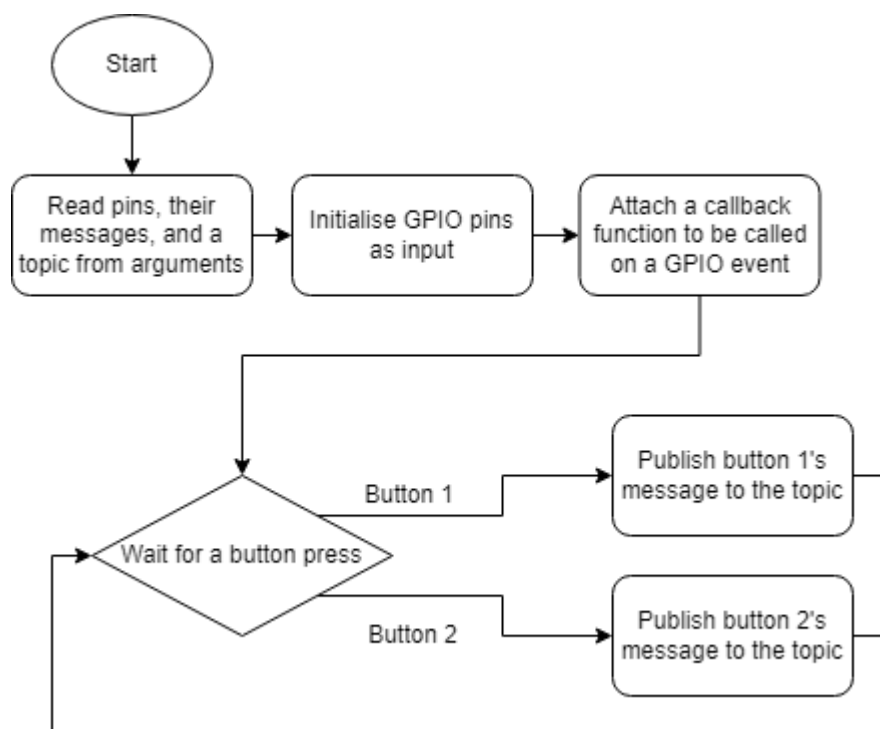 Start
Read pins, their
messages, and a
topic from arguments
Initialise GPIO pins
as input
Attach a callback
function to be called
on a GPIO event
Button 1
Publish button 1's
message to the topic
Wait for a button press
Button 2
Publish button 2's
message to the topic